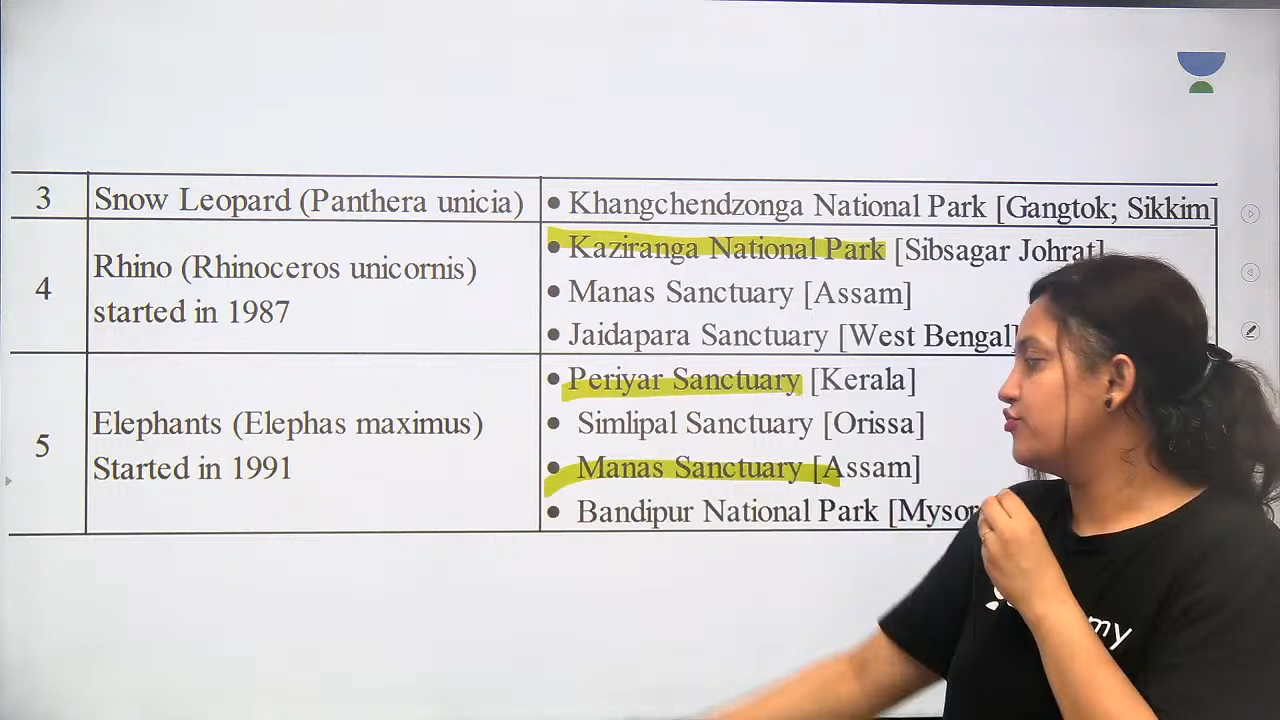 3 Snow Leopard (Panthera unicia) • Khangchendzonga National Park [Gangtok; Sikkim]
4 Rhino (Rhinoceros unicornis) started in 1987
• Kaziranga National Park [Sibsagar Johrat]
• Manas Sanctuary [Assam]
• Jaidapara Sanctuary [West Bengal]
5 Elephants (Elephas maximus) Started in 1991
• Periyar Sanctuary [Kerala]
• Simlipal Sanctuary [Orissa]
• Manas Sanctuary [Assam]
• Bandipur National Park